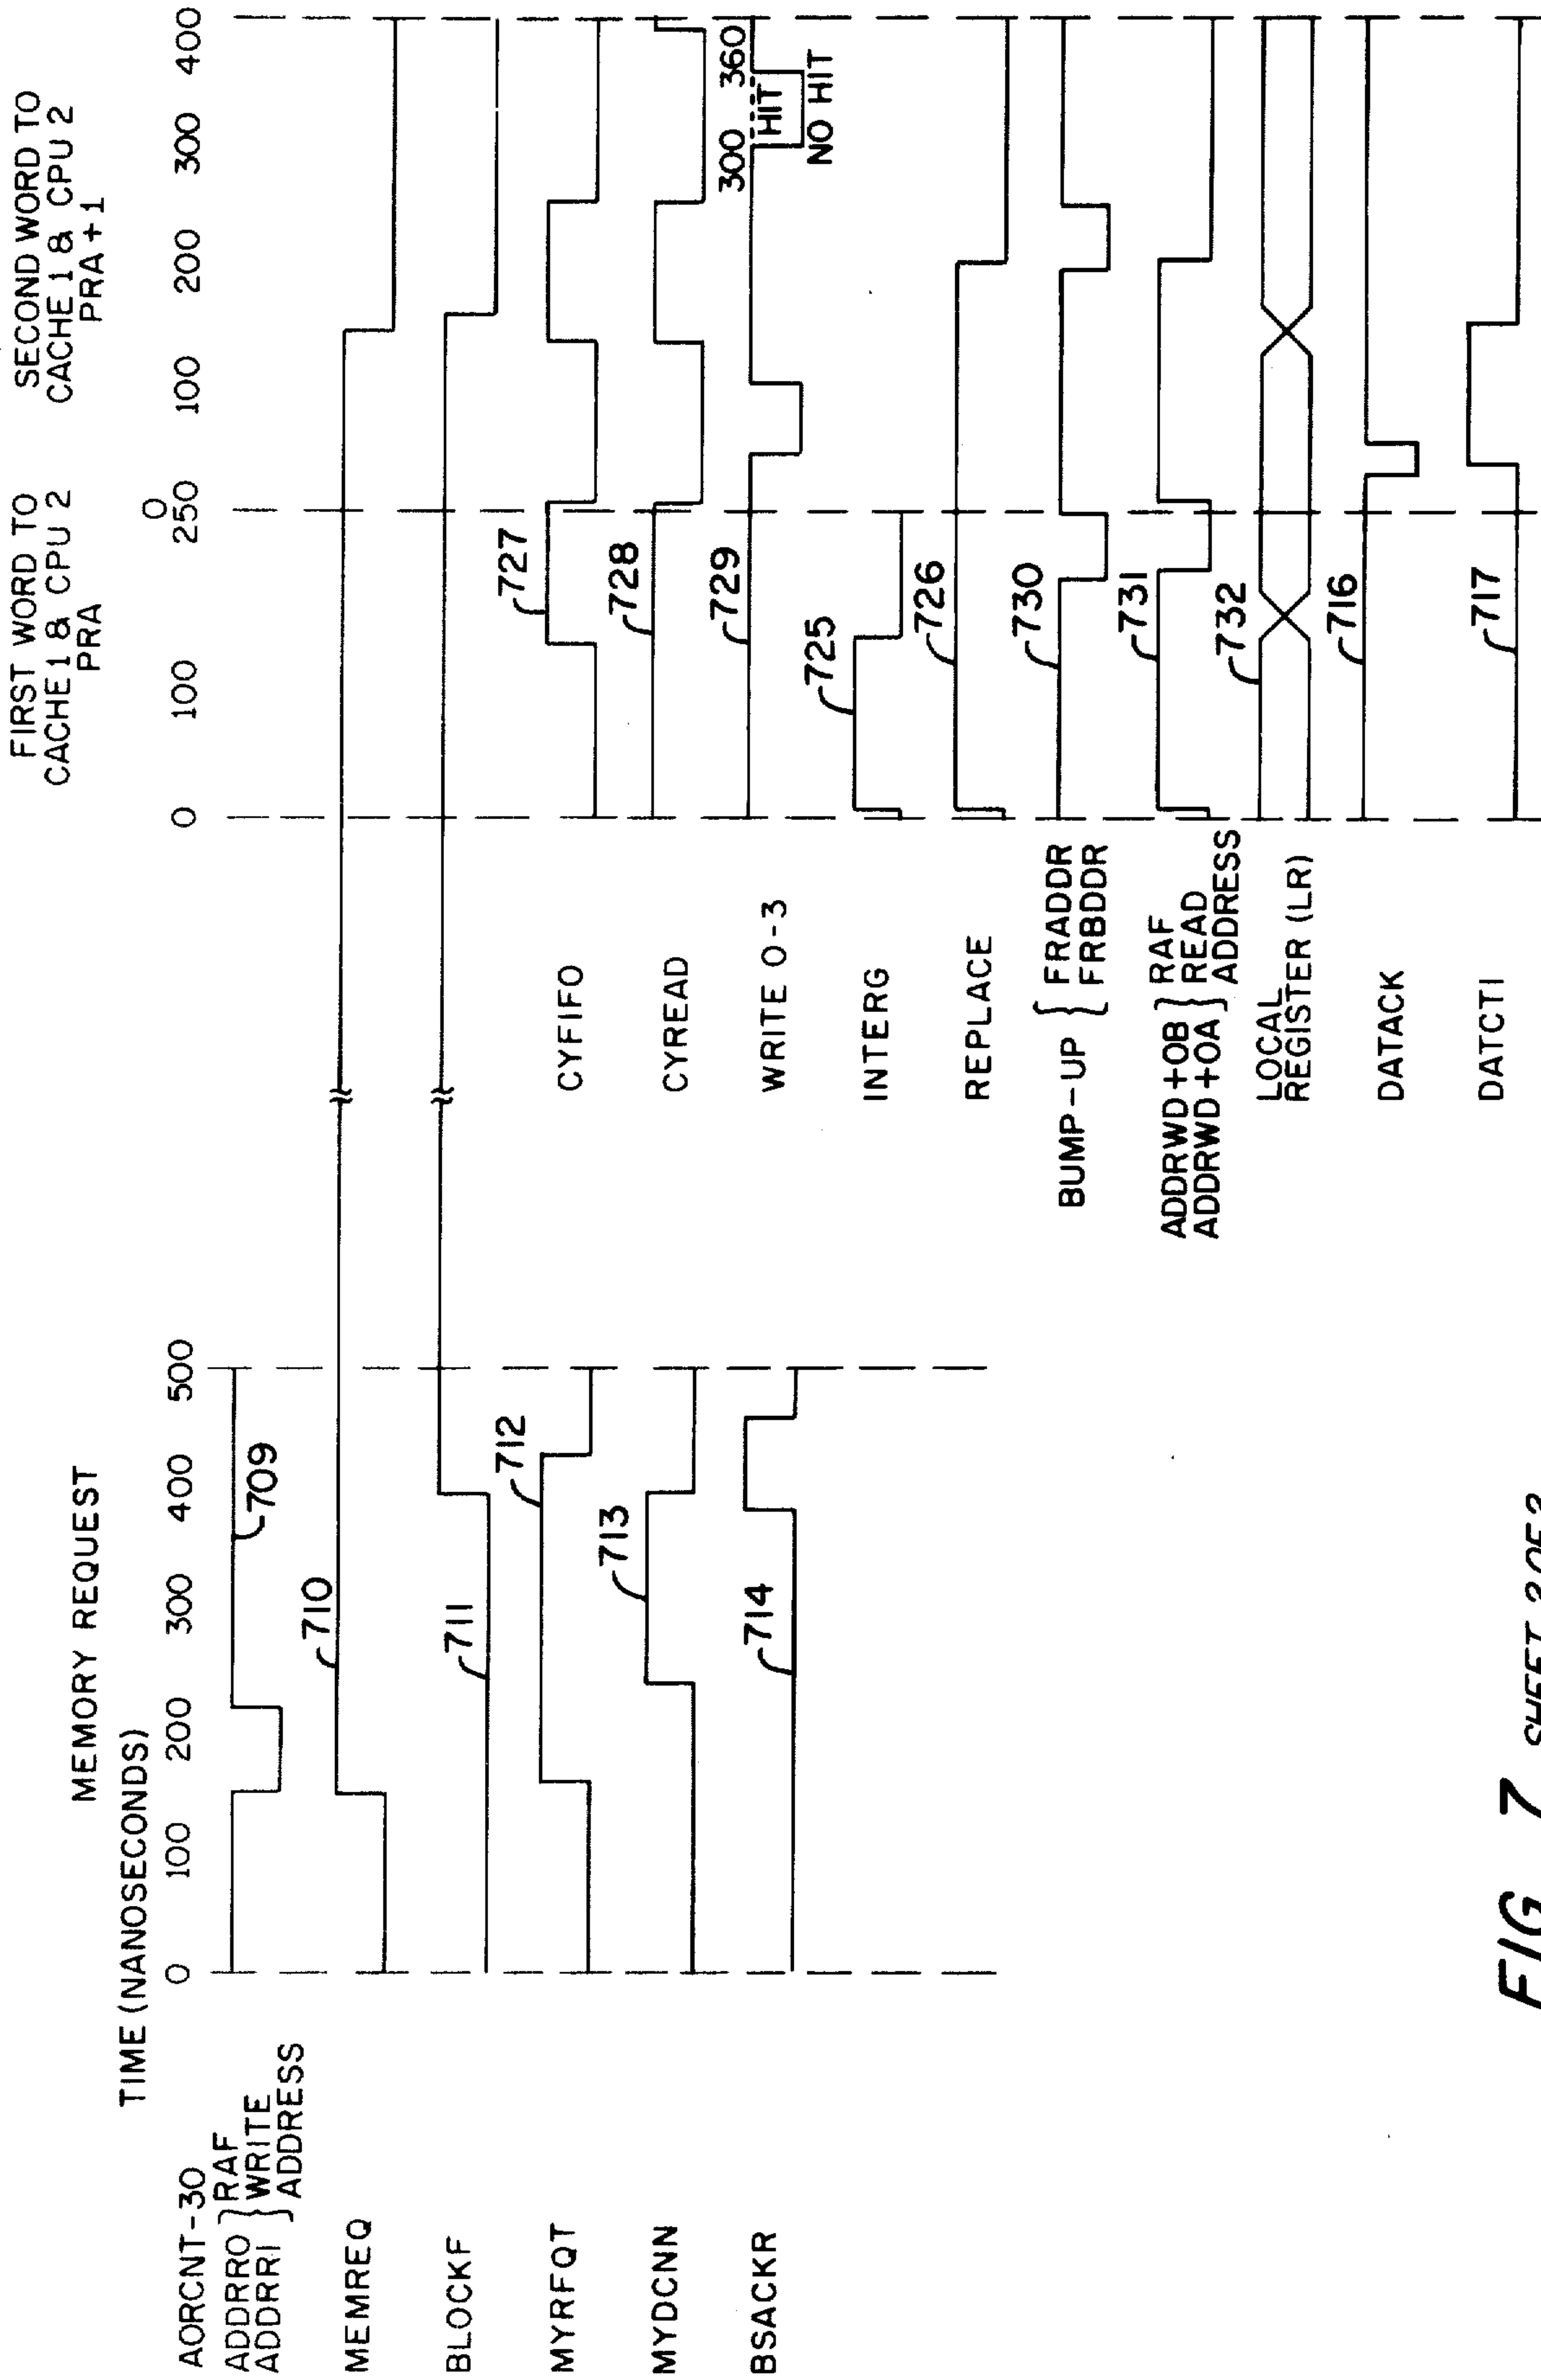 MEMORY REQUEST
TIME (NANOSECONDS)
0 100 200 300 400 500
AORCNT-30
ADDRRO } RAF
ADDRRI } WRITE
ADDRESS
709
MEMREQ
710
BLOCKF
711
MYRFQT
712
MYDCNN
713
BSACKR
714
FIRST WORD TO
CACHE 1 & CPU 2
PRA
SECOND WORD TO
CACHE 1 & CPU 2
PRA+1
0 100 250
0 100 200 300 400
CYFIFO
727
CYREAD
728
WRITE 0-3
729
300 360
HIT
NO HIT
INTERG
725
REPLACE
726
BUMP-UP { FRADDR
FRBDDR
730
ADDRWD+OB } RAF
ADDRWD+OA } READ
ADDRESS
731
LOCAL
REGISTER (LR)
732
DATACK
716
DATCTI
717